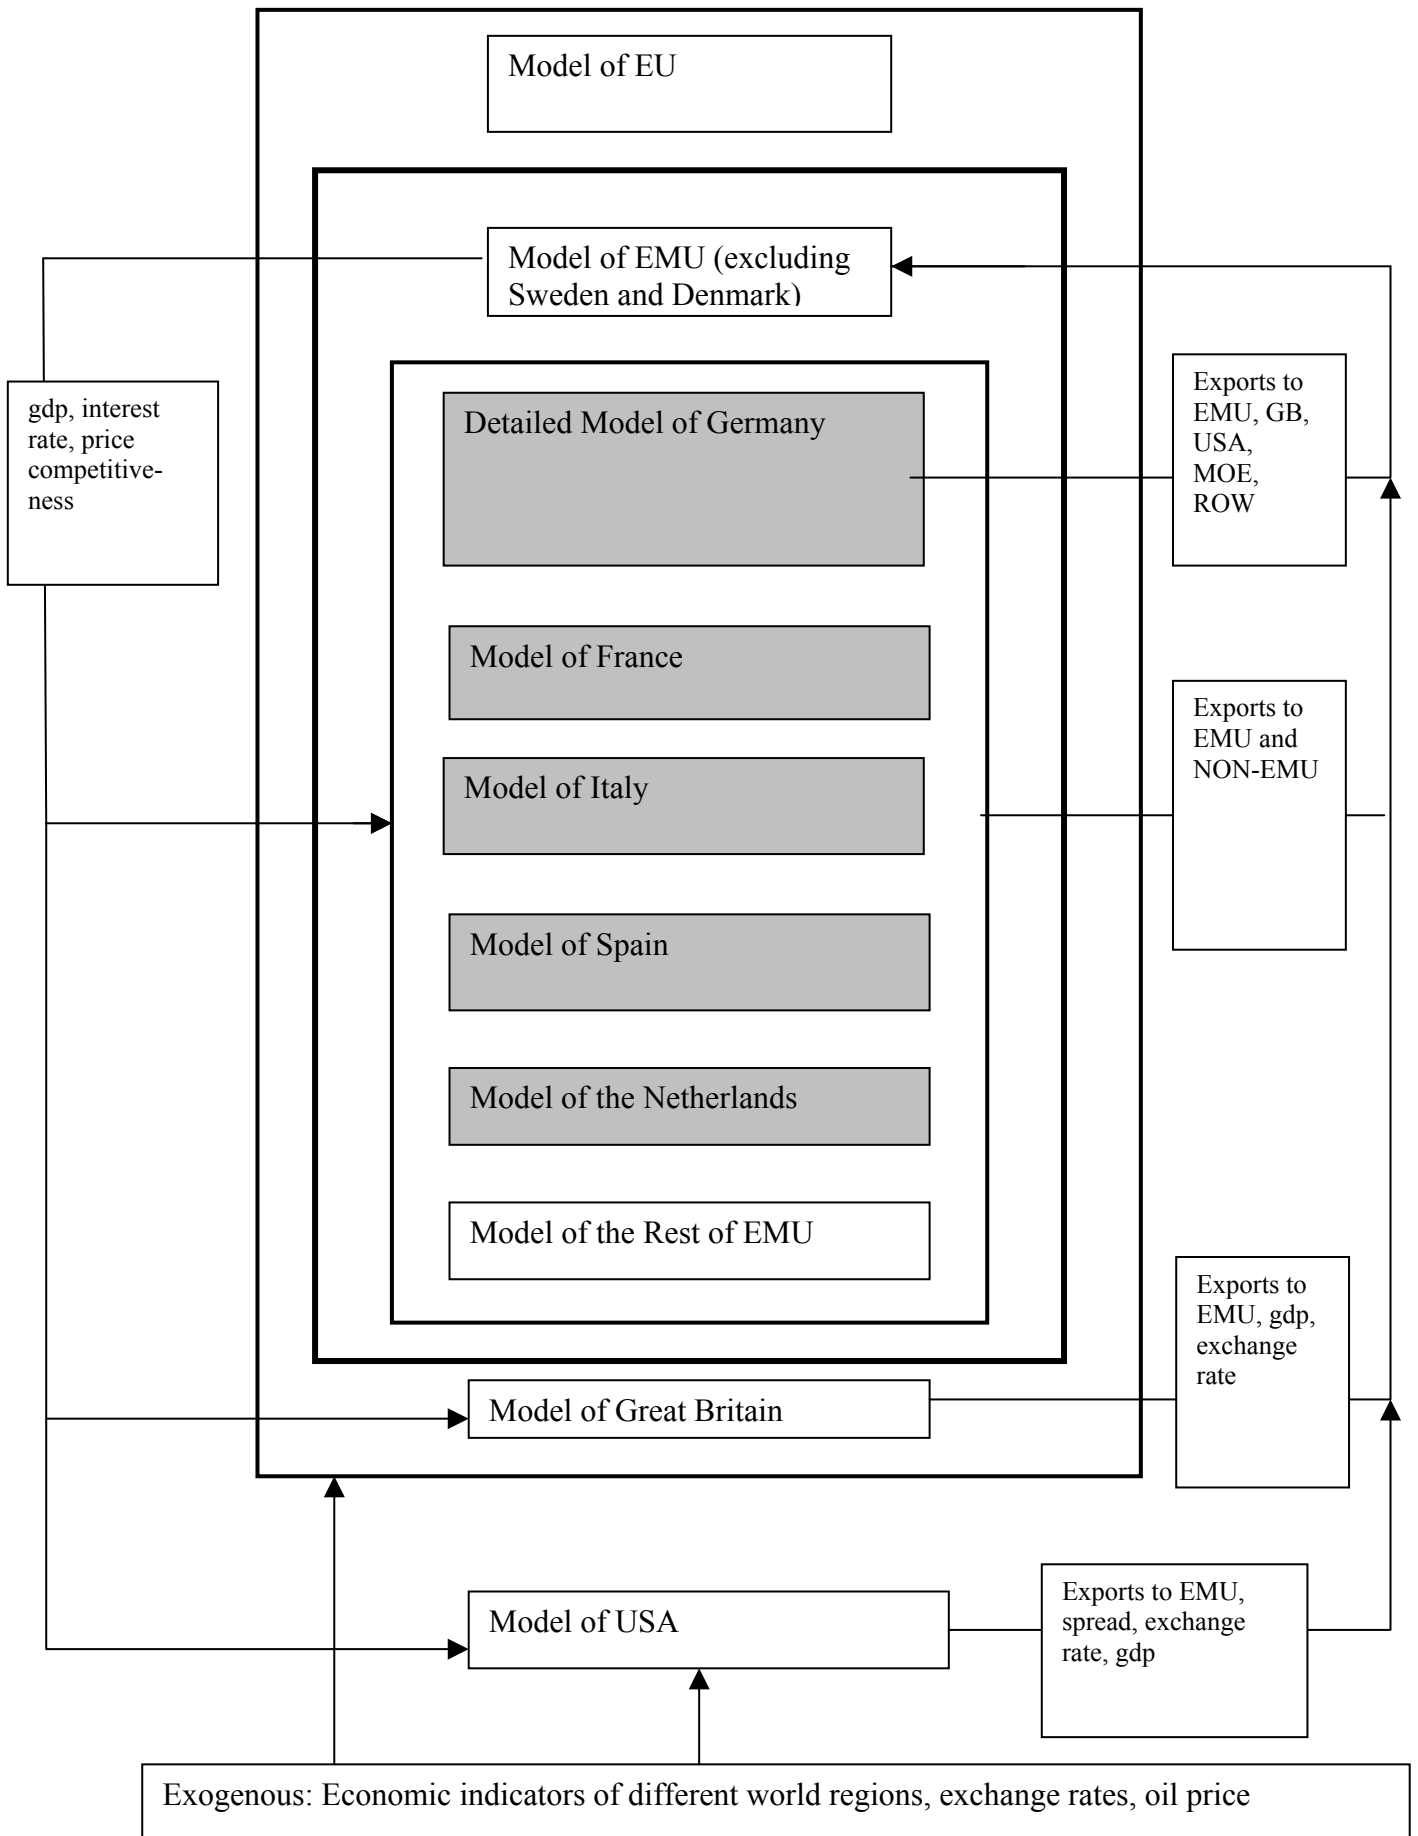 Model of EU
Model of EMU (excluding
Sweden and Denmark)
gdp, interest
rate, price
competitive-
ness
Detailed Model of Germany
Exports to
EMU, GB,
USA,
MOE,
ROW
Model of France
Exports to
EMU and
NON-EMU
Model of Italy
Model of Spain
Model of the Netherlands
Model of the Rest of EMU
Exports to
EMU, gdp,
exchange
rate
Model of Great Britain
Model of USA
Exports to EMU,
spread, exchange
rate, gdp
Exogenous: Economic indicators of different world regions, exchange rates, oil price